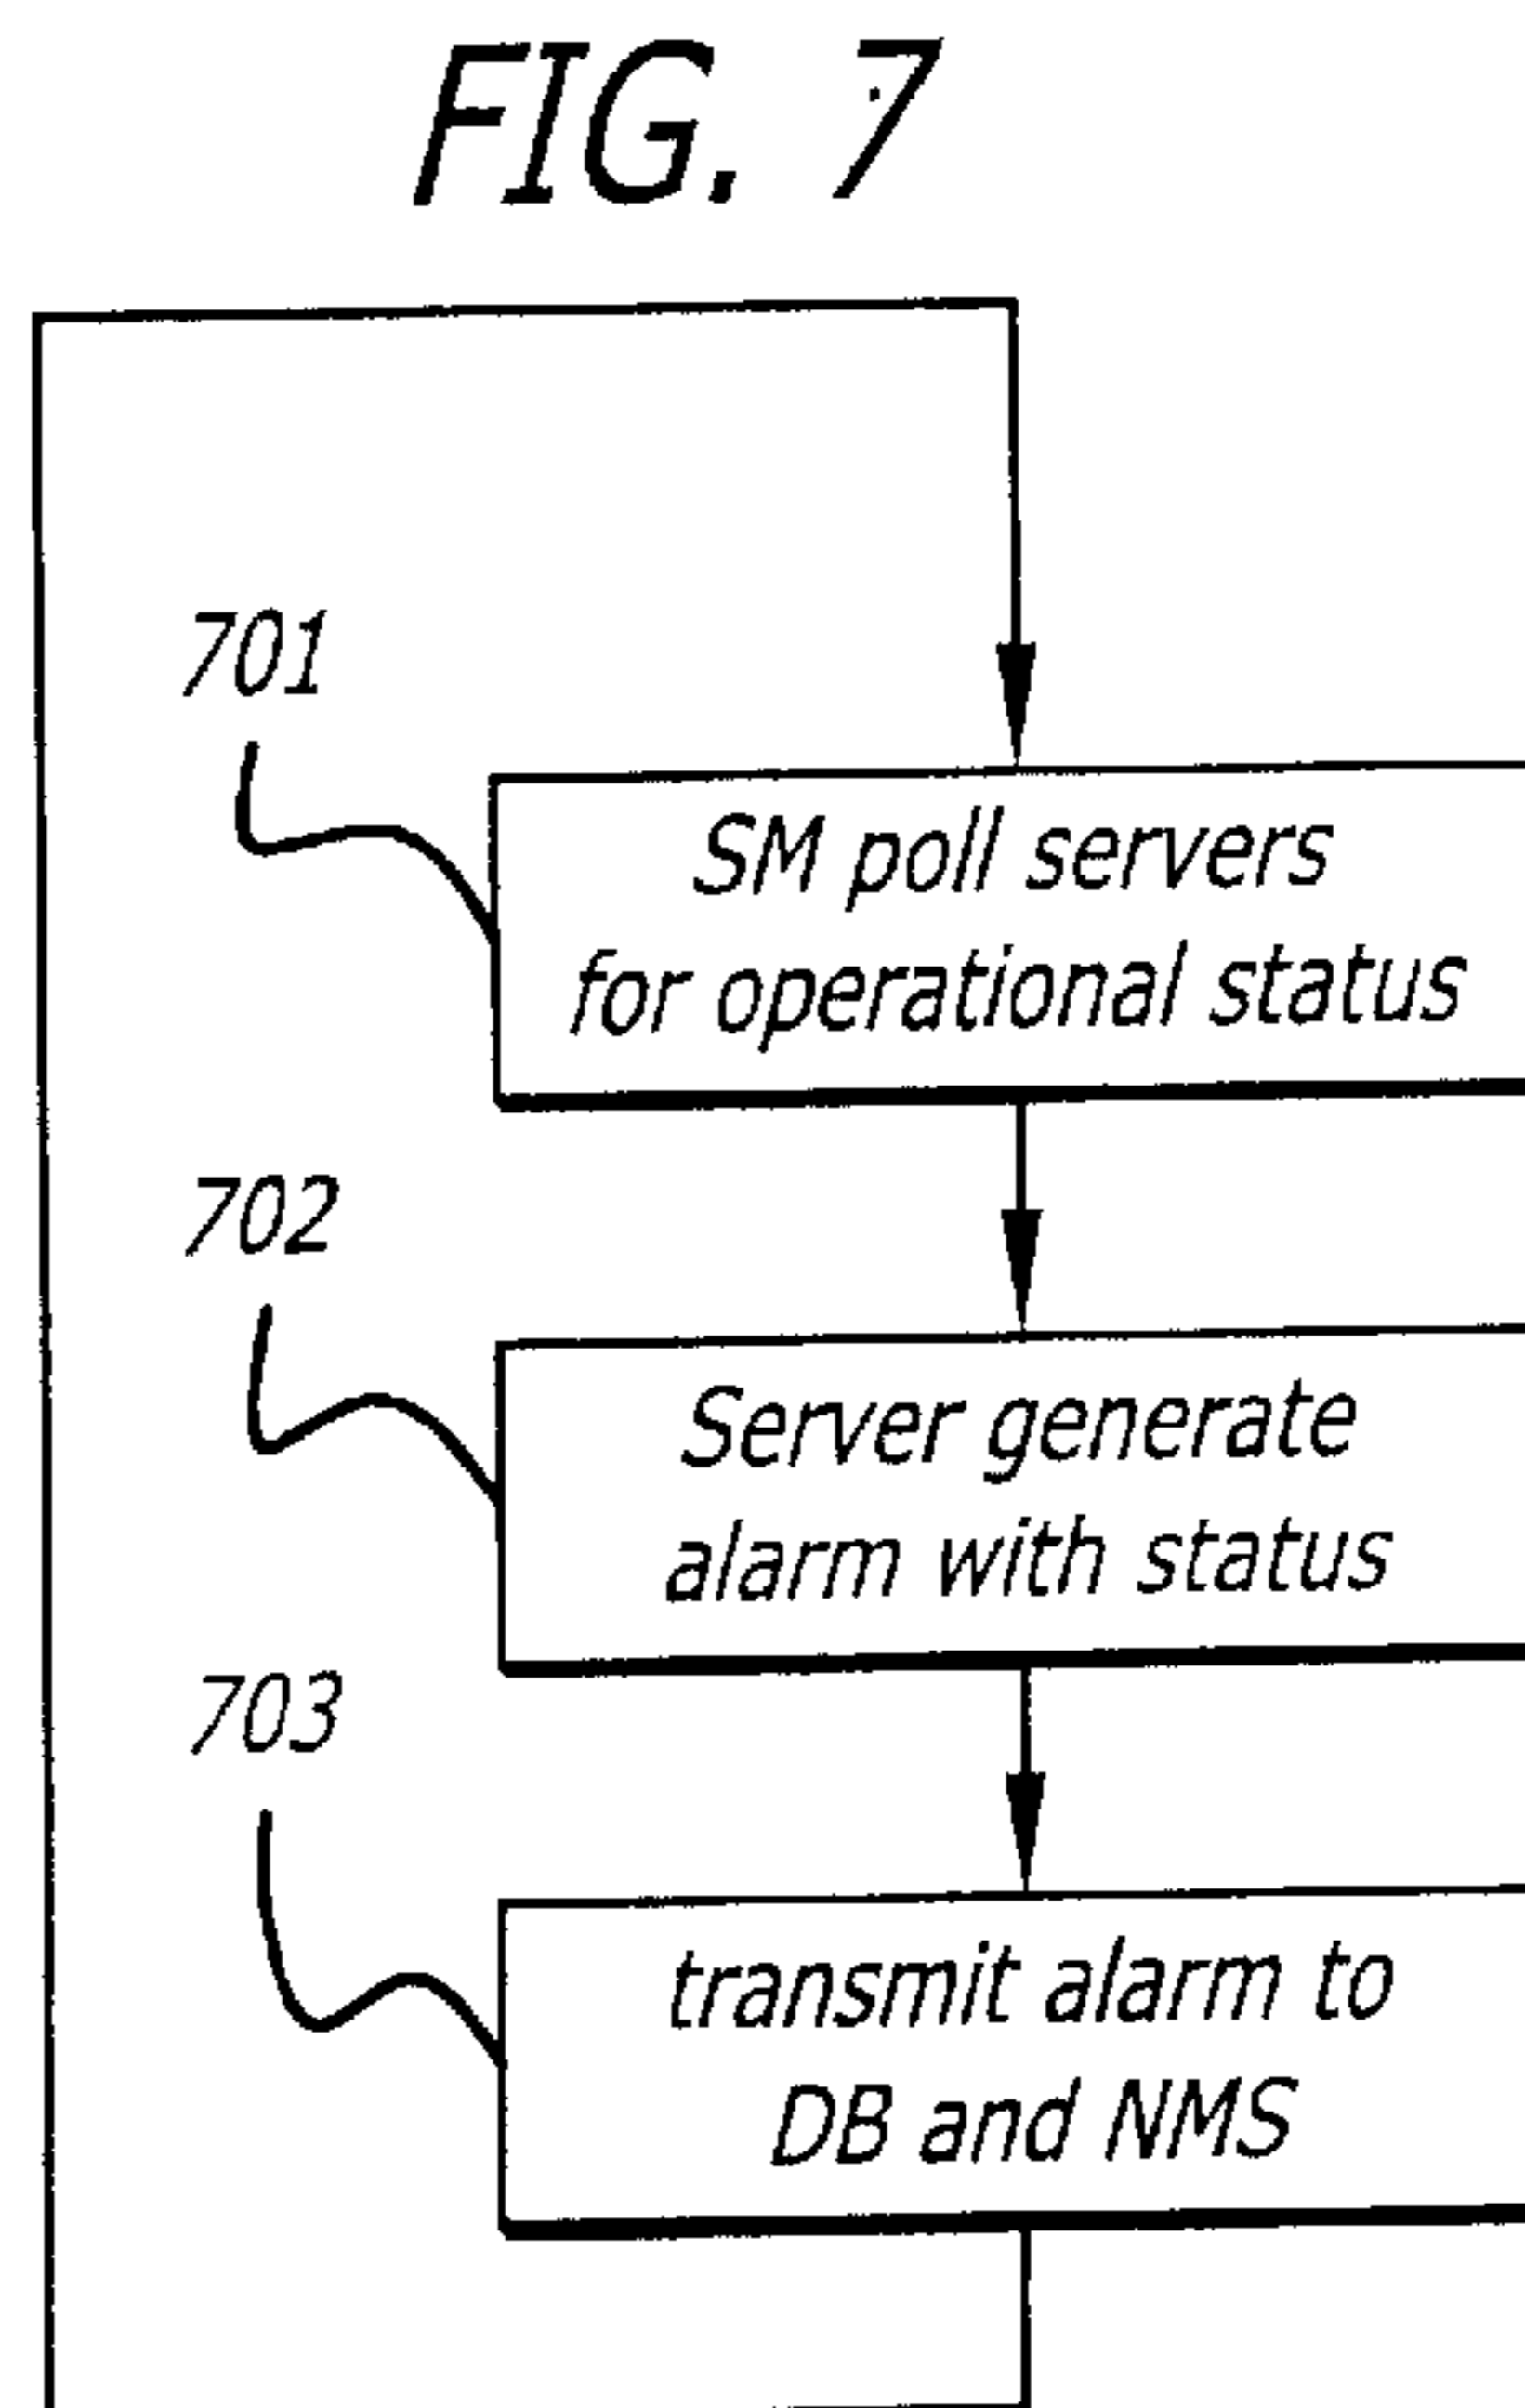 FIG. 7
701
SM poll servers
for operational status
702
Server generate
alarm with status
703
transmit alarm to
DB and NMS